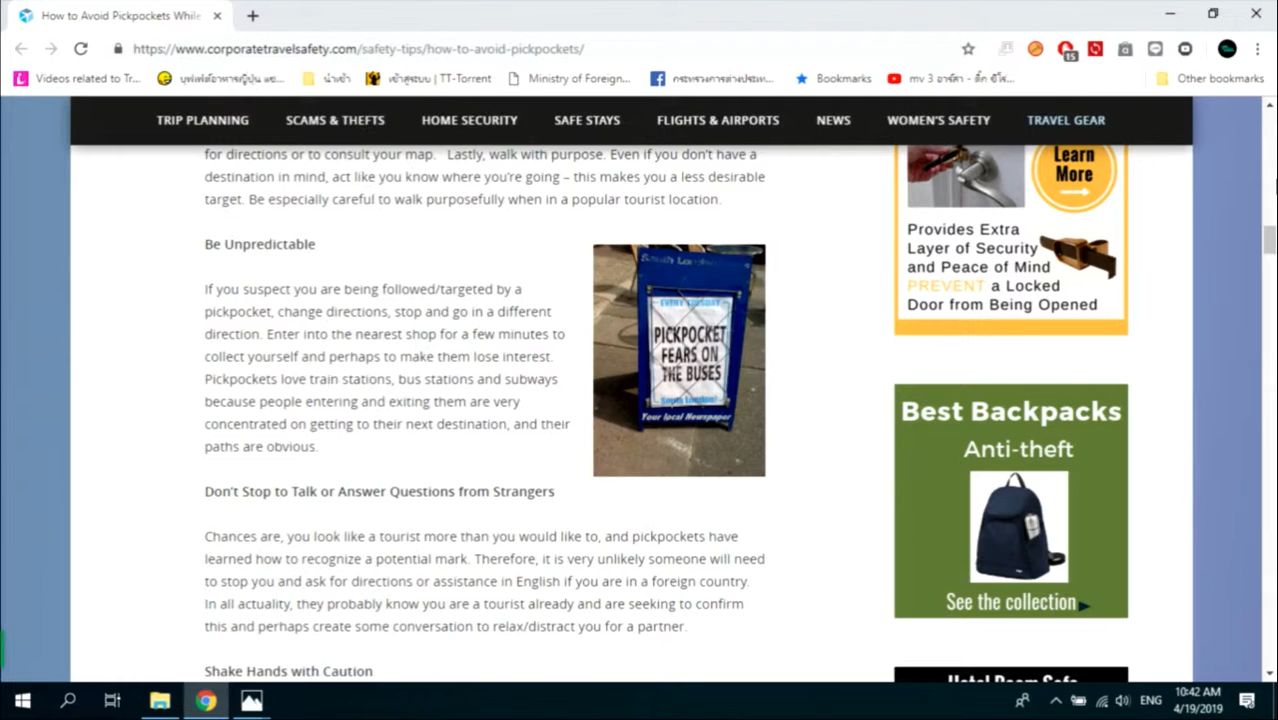 How to Avoid Pickpockets While
https://www.corporatetravelsafety.com/safety-tips/how-to-avoid-pickpockets/
15
Videos related to Tr...
บุฟเฟ่ต์อาหารญี่ปุ่น เซ...
นำเข้า
เข้าสู่ระบบ | TT-Torrent
Ministry of Foreign...
กระทรวงการต่างประเท...
Bookmarks
Other bookmarks
TRIP PLANNING
SCAMS & THEFTS
HOME SECURITY
SAFE STAYS
FLIGHTS & AIRPORTS
NEWS
WOMEN'S SAFETY
TRAVEL GEAR
for directions or to consult your map. Lastly, walk with purpose. Even if you don't have a
destination in mind, act like you know where you're going – this makes you a less desirable
target. Be especially careful to walk purposefully when in a popular tourist location.
Be Unpredictable
If you suspect you are being followed/targeted by a
pickpocket, change directions, stop and go in a different
direction. Enter into the nearest shop for a few minutes to
collect yourself and perhaps to make them lose interest.
Pickpockets love train stations, bus stations and subways
because people entering and exiting them are very
concentrated on getting to their next destination, and their
paths are obvious.
South London
EVERY TUESDAY
PICKPOCKET
FEARS ON
THE BUSES
South London
Your local Newspaper
Don't Stop to Talk or Answer Questions from Strangers
Chances are, you look like a tourist more than you would like to, and pickpockets have
learned how to recognize a potential mark. Therefore, it is very unlikely someone will need
to stop you and ask for directions or assistance in English if you are in a foreign country.
In all actuality, they probably know you are a tourist already and are seeking to confirm
this and perhaps create some conversation to relax/distract you for a partner.
Shake Hands with Caution
Learn
More
Provides Extra
Layer of Security
and Peace of Mind
PREVENT a Locked
Door from Being Opened
Best Backpacks
Anti-theft
See the collection
Hotel Room Safe
ENG
10:42 AM
4/19/2019